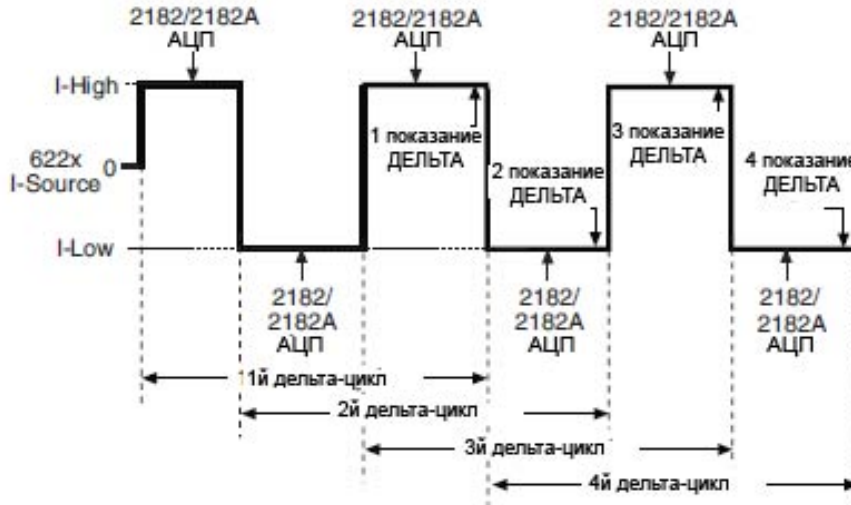 2182/2182A
АЦП
2182/2182A
АЦП
2182/2182A
АЦП
I-High
622x
I-Source
0
I-Low
1 показание
ДЕЛЬТА
2 показание
ДЕЛЬТА
3 показание
ДЕЛЬТА
4 показание
ДЕЛЬТА
2182/
2182A
АЦП
2182/
2182A
АЦП
2182/
2182A
АЦП
11й дельта-цикл
2й дельта-цикл
3й дельта-цикл
4й дельта-цикл